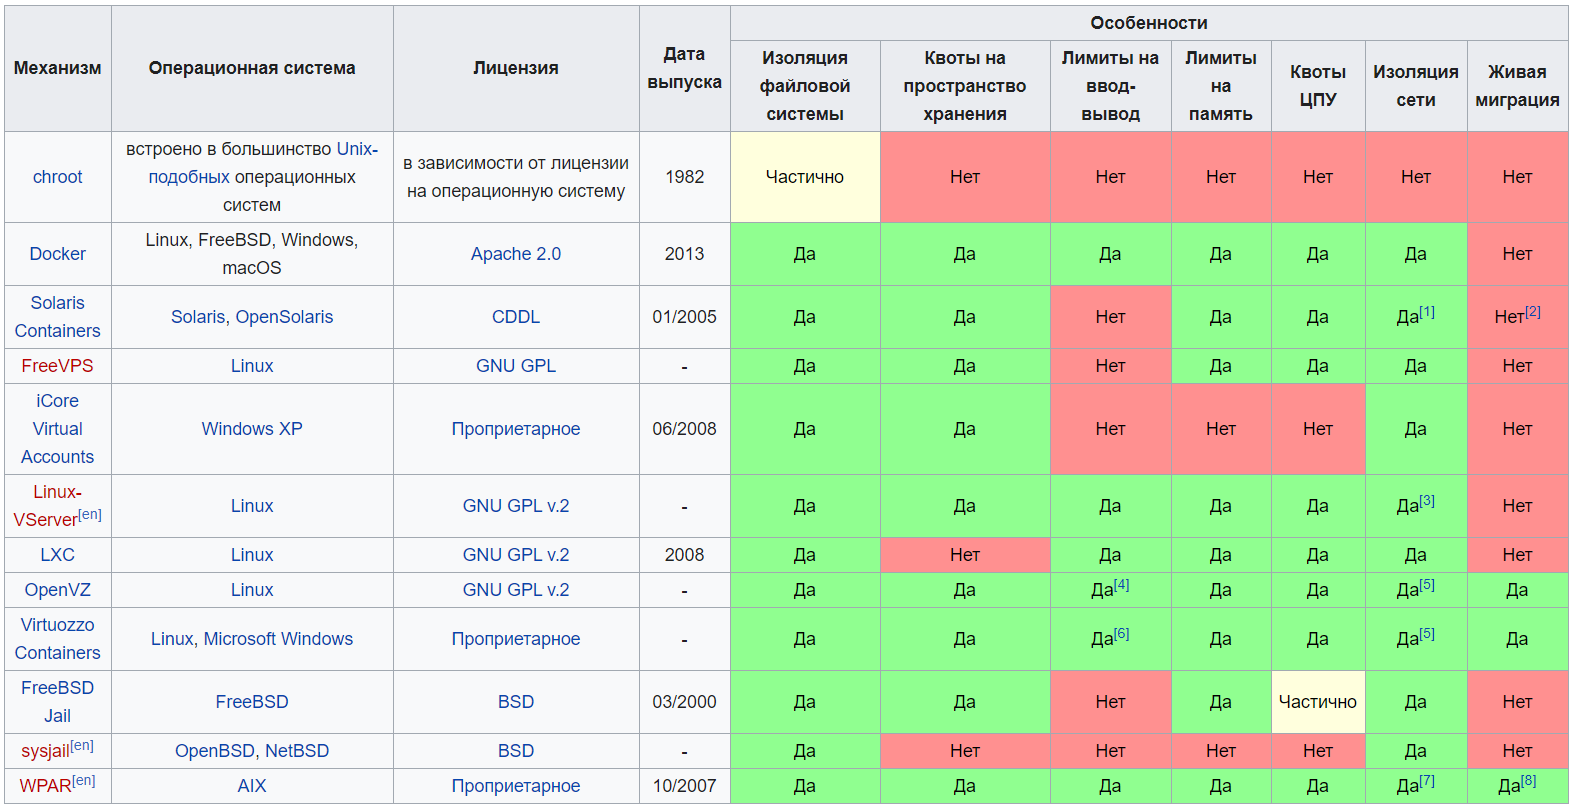 Механизм
Операционная система
Лицензия
Дата
выпуска
Особенности
Изоляция
файловой
системы
Квоты на
пространство
хранения
Лимиты на
ввод-
вывод
Лимиты
на
память
Квоты
ЦПУ
Изоляция
сети
Живая
миграция
chroot
встроено в большинство Unix-
подобных операционных
систем
в зависимости от лицензии
на операционную систему
1982
Частично
Нет
Нет
Нет
Нет
Нет
Нет
Docker
Linux, FreeBSD, Windows,
macOS
Apache 2.0
2013
Да
Да
Да
Да
Да
Да
Нет
Solaris
Containers
Solaris, OpenSolaris
CDDL
01/2005
Да
Да
Нет
Да
Да
Да[1]
Нет[2]
FreeVPS
Linux
GNU GPL
-
Да
Да
Нет
Да
Да
Да
Нет
iCore
Virtual
Accounts
Windows XP
Проприетарное
06/2008
Да
Да
Нет
Нет
Нет
Да
Нет
Linux-
VServer[en]
Linux
GNU GPL v.2
-
Да
Да
Да
Да
Да
Да[3]
Нет
LXC
Linux
GNU GPL v.2
2008
Да
Нет
Да
Да
Да
Да
Нет
OpenVZ
Linux
GNU GPL v.2
-
Да
Да
Да[4]
Да
Да
Да[5]
Да
Virtuozzo
Containers
Linux, Microsoft Windows
Проприетарное
-
Да
Да
Да[6]
Да
Да
Да[5]
Да
FreeBSD
Jail
FreeBSD
BSD
03/2000
Да
Да
Нет
Да
Частично
Да
Нет
sysjail[en]
OpenBSD, NetBSD
BSD
-
Да
Нет
Нет
Нет
Нет
Да
Нет
WPAR[en]
AIX
Проприетарное
10/2007
Да
Да
Да
Да
Да
Да[7]
Да[8]